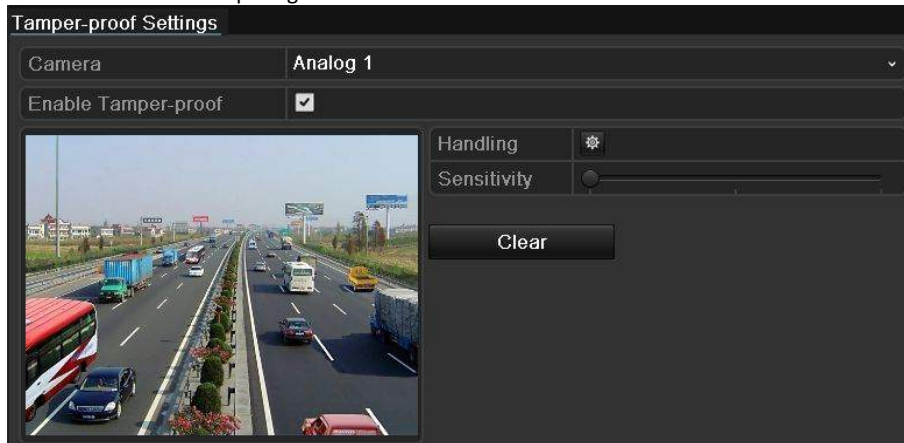 Tamper-proof Settings
Camera Analog 1
Enable Tamper-proof
Handling
Sensitivity
Clear